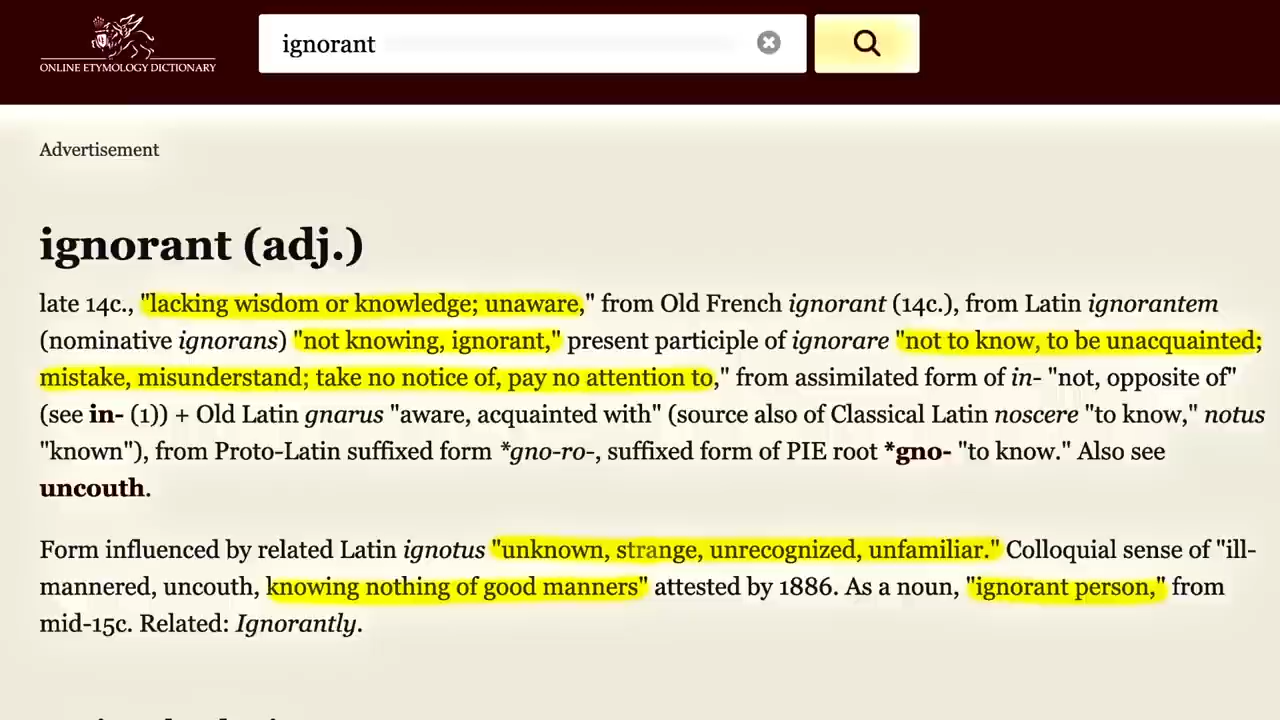 ignorant
ONLINE ETYMOLOGY DICTIONARY
Advertisement
ignorant (adj.)
late 14c., "lacking wisdom or knowledge; unaware," from Old French ignorant (14c.), from Latin ignorantem
(nominative ignorans) "not knowing, ignorant," present participle of ignorare "not to know, to be unacquainted;
mistake, misunderstand; take no notice of, pay no attention to," from assimilated form of in- "not, opposite of"
(see in- (1)) + Old Latin gnarus "aware, acquainted with" (source also of Classical Latin noscere "to know," notus
"known"), from Proto-Latin suffixed form *gno-ro-, suffixed form of PIE root *gno- "to know." Also see
uncouth.
Form influenced by related Latin ignotus "unknown, strange, unrecognized, unfamiliar." Colloquial sense of "ill-
mannered, uncouth, knowing nothing of good manners" attested by 1886. As a noun, "ignorant person," from
mid-15c. Related: Ignorantly.